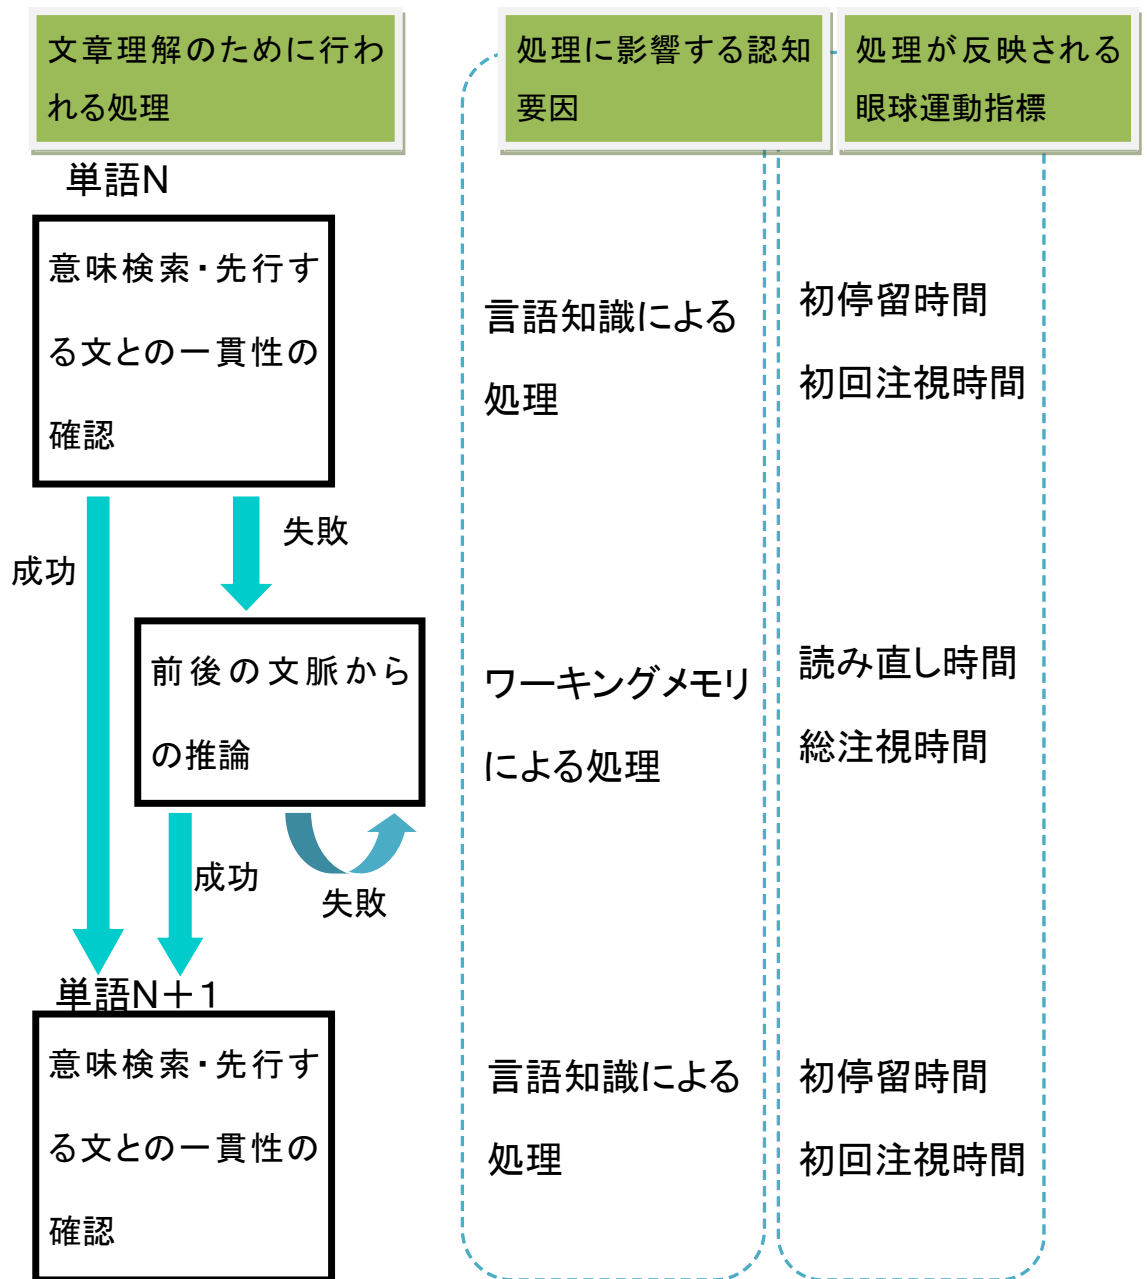 文章理解のために行わ
れる処理
処理に影響する認知
要因
処理が反映される
眼球運動指標
単語N
意味検索・先行す
る文との一貫性の
確認
言語知識による
処理
初停留時間
初回注視時間
成功
失敗
前後の文脈から
の推論
ワーキングメモリ
による処理
読み直し時間
総注視時間
成功
失敗
単語N＋1
意味検索・先行す
る文との一貫性の
確認
言語知識による
処理
初停留時間
初回注視時間